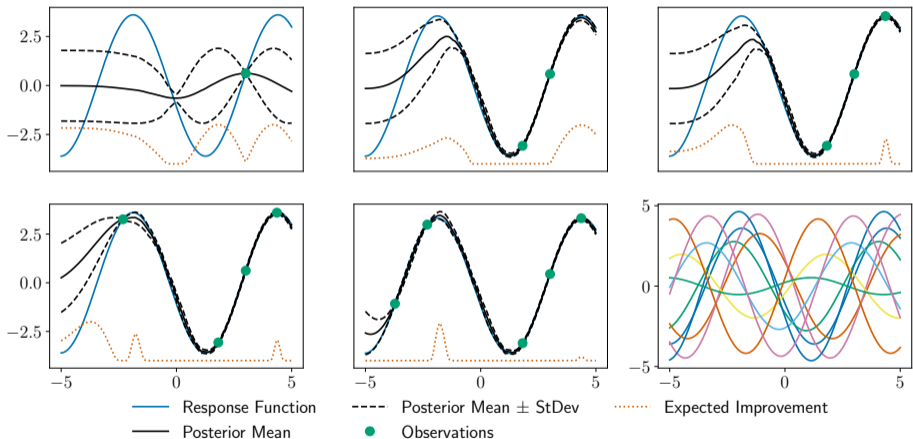 2.5
0.0
−2.5
2.5
0.0
−2.5
−5 0 5
−5 0 5
5
0
−5
−5 0 5
Response Function
Posterior Mean ± StDev
Expected Improvement
Posterior Mean
Observations